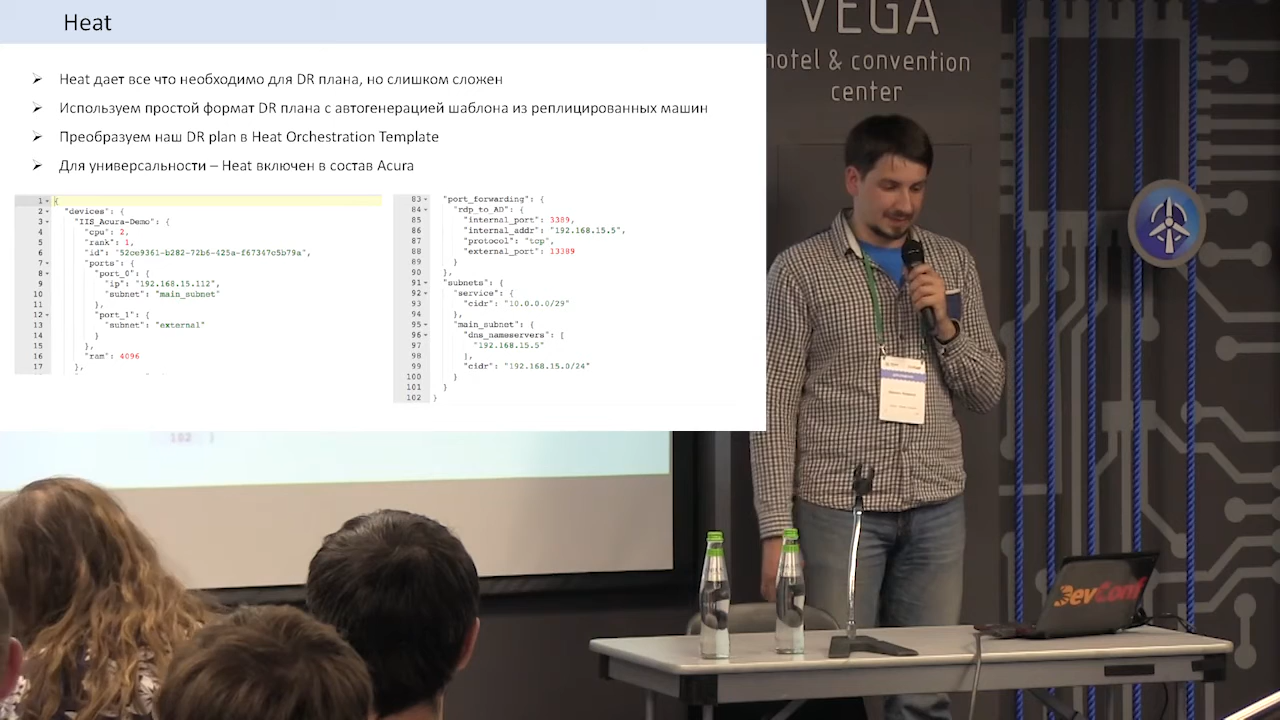 Heat
➢ Heat дает все что необходимо для DR плана, но слишком сложен
➢ Используем простой формат DR плана с автогенерацией шаблона из реплицированных машин
➢ Преобразуем наш DR plan в Heat Orchestration Template
➢ Для универсальности – Heat включен в состав Acura
1 {
2 "devices": {
3 "IIS_Acura-Demo": {
4 "cpu": 2,
5 "rank": 1,
6 "id": "52ce9361-b282-72b6-425a-f67347c5b79a",
7 "ports": {
8 "port_0": {
9 "ip": "192.168.15.112",
10 "subnet": "main_subnet"
11 },
12 "port_1": {
13 "subnet": "external"
14 }
15 },
16 "ram": 4096
17 },
83 "port_forwarding": {
84 "rdp_to_AD": {
85 "internal_port": 3389,
86 "internal_addr": "192.168.15.5",
87 "protocol": "tcp",
88 "external_port": 13389
89 }
90 },
91 "subnets": {
92 "service": {
93 "cidr": "10.0.0.0/29"
94 },
95 "main_subnet": {
96 "dns_nameservers": [
97 "192.168.15.5"
98 ],
99 "cidr": "192.168.15.0/24"
100 }
101 }
102 }
102 }
VEGA
hotel & convention
center
DevConf